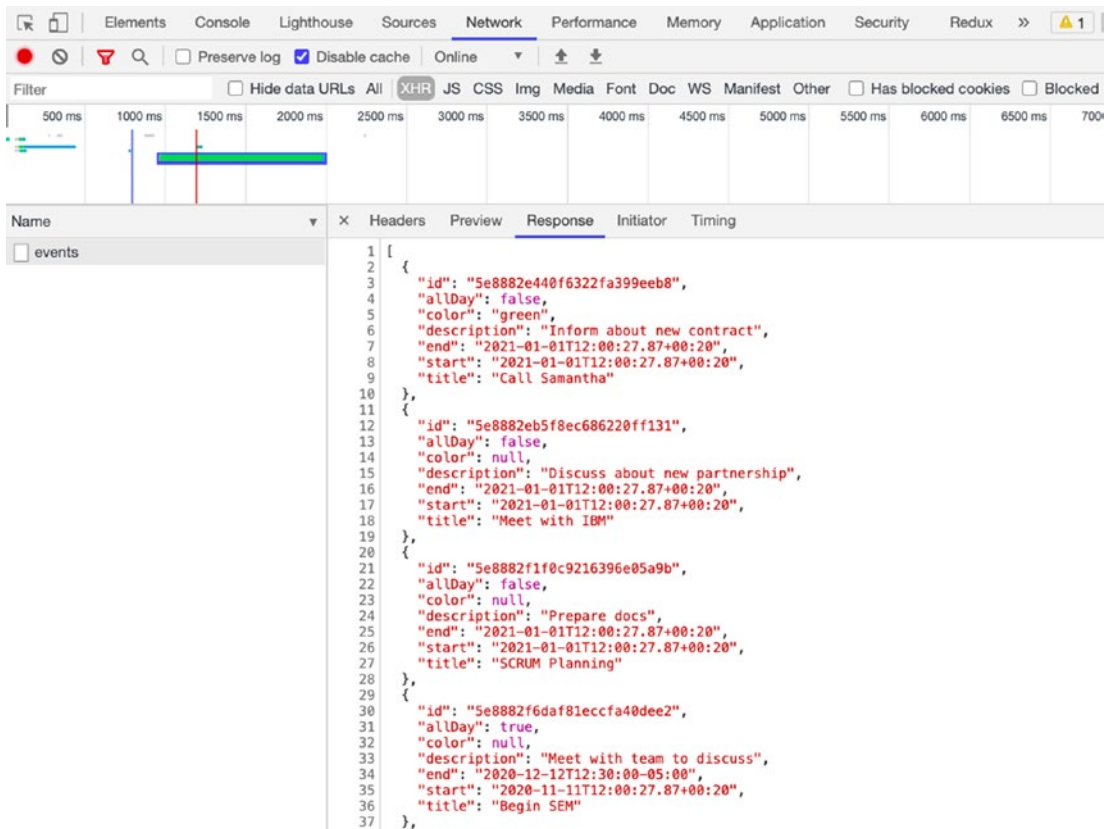 Elements Console Lighthouse Sources Network Performance Memory Application Security Redux » 1
Preserve log Disable cache Online
Filter Hide data URLs All XHR JS CSS Img Media Font Doc WS Manifest Other Has blocked cookies Blocked
500 ms 1000 ms 1500 ms 2000 ms 2500 ms 3000 ms 3500 ms 4000 ms 4500 ms 5000 ms 5500 ms 6000 ms 6500 ms
Name × Headers Preview Response Initiator Timing
events
1 [
2 {
3 "id": "5e8882e440f6322fa399eeb8",
4 "allDay": false,
5 "color": "green",
6 "description": "Inform about new contract",
7 "end": "2021-01-01T12:00:27.87+00:20",
8 "start": "2021-01-01T12:00:27.87+00:20",
9 "title": "Call Samantha"
10 },
11 {
12 "id": "5e8882eb5f8ec686220ff131",
13 "allDay": false,
14 "color": null,
15 "description": "Discuss about new partnership",
16 "end": "2021-01-01T12:00:27.87+00:20",
17 "start": "2021-01-01T12:00:27.87+00:20",
18 "title": "Meet with IBM"
19 },
20 {
21 "id": "5e8882f1f0c9216396e05a9b",
22 "allDay": false,
23 "color": null,
24 "description": "Prepare docs",
25 "end": "2021-01-01T12:00:27.87+00:20",
26 "start": "2021-01-01T12:00:27.87+00:20",
27 "title": "SCRUM Planning"
28 },
29 {
30 "id": "5e8882f6daf81eccfa40dee2",
31 "allDay": true,
32 "color": null,
33 "description": "Meet with team to discuss",
34 "end": "2020-12-12T12:30:00-05:00",
35 "start": "2020-11-11T12:00:27.87+00:20",
36 "title": "Begin SEM"
37 },